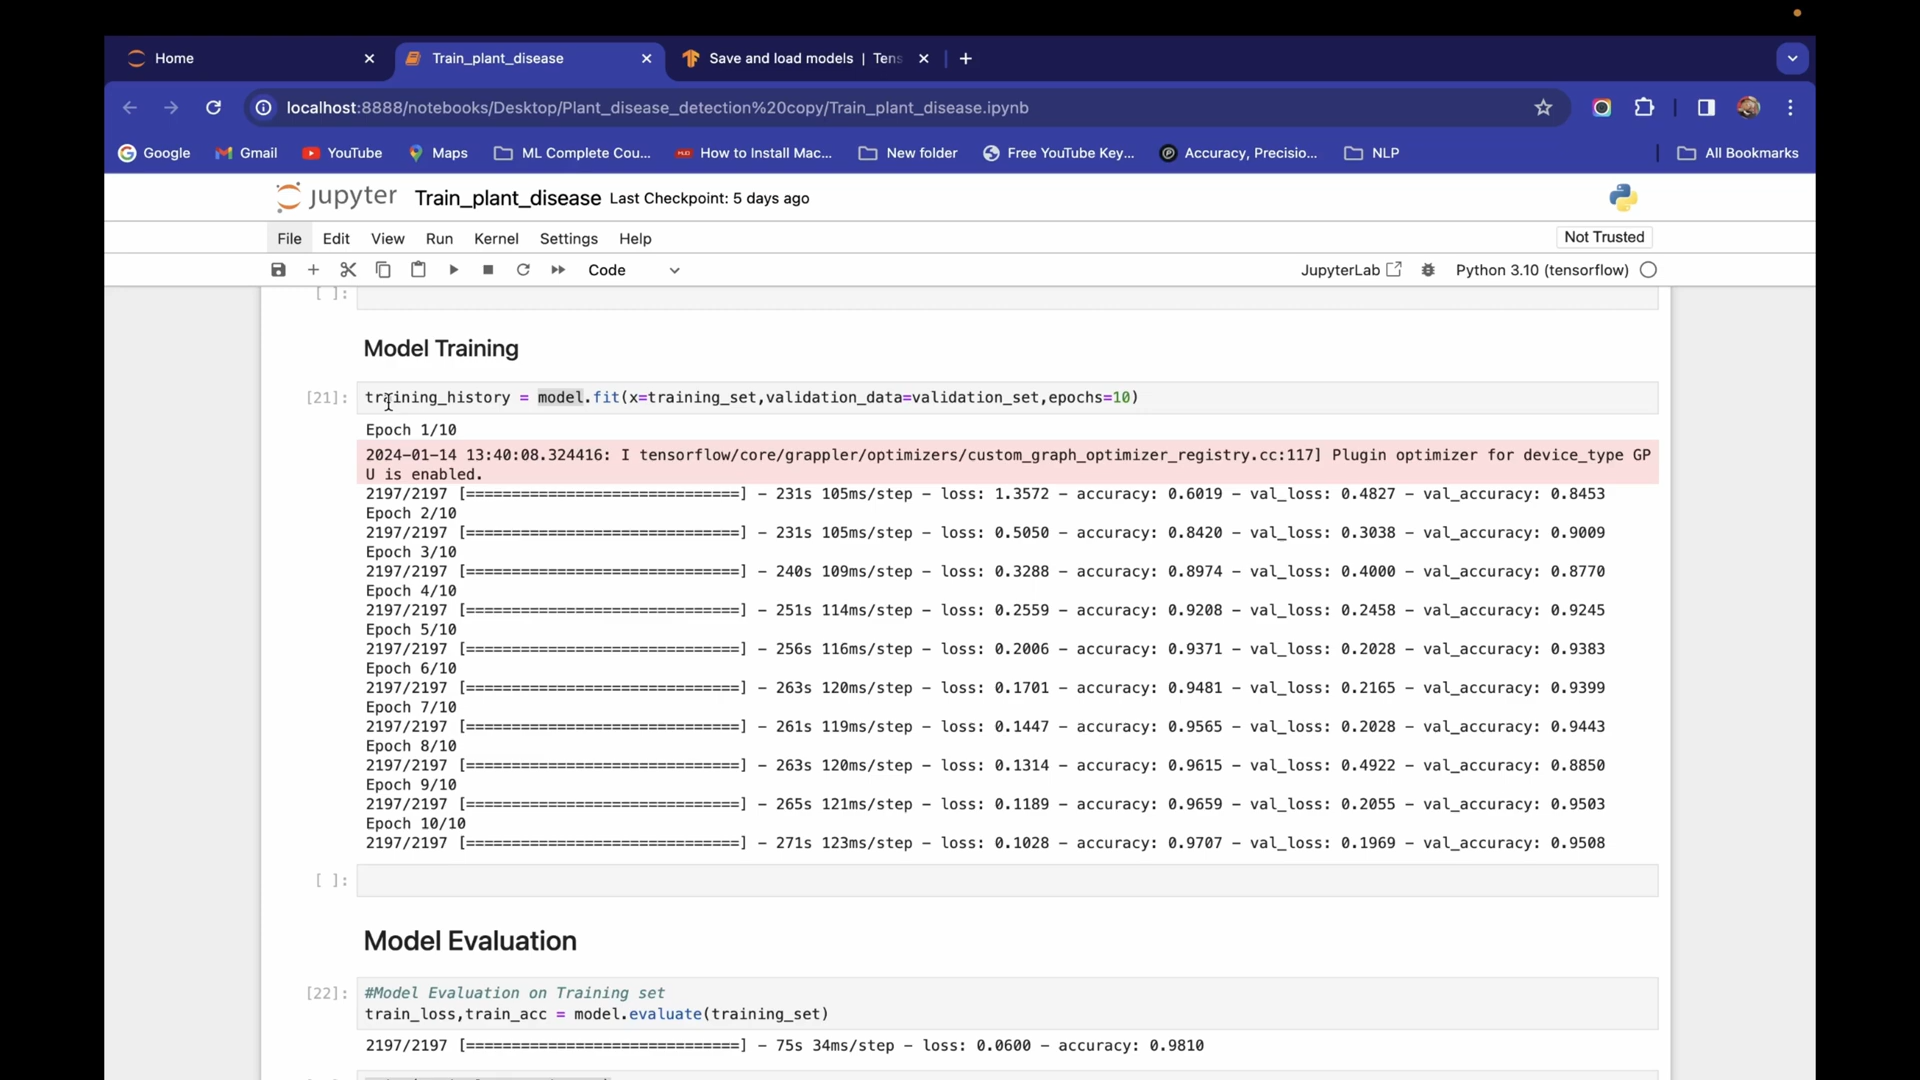 Home
Train_plant_disease
Save and load models | Tens
localhost:8888/notebooks/Desktop/Plant_disease_detection%20copy/Train_plant_disease.ipynb
Google Gmail YouTube Maps ML Complete Cou... How to Install Mac... New folder Free YouTube Key... Accuracy, Precisio... NLP All Bookmarks
jupyter Train_plant_disease Last Checkpoint: 5 days ago
File Edit View Run Kernel Settings Help Not Trusted
Code JupyterLab Python 3.10 (tensorflow)
[ ]:
Model Training
[21]: training_history = model.fit(x=training_set,validation_data=validation_set,epochs=10)
Epoch 1/10
2024-01-14 13:40:08.324416: I tensorflow/core/grappler/optimizers/custom_graph_optimizer_registry.cc:117] Plugin optimizer for device_type GP
U is enabled.
2197/2197 [==============================] - 231s 105ms/step - loss: 1.3572 - accuracy: 0.6019 - val_loss: 0.4827 - val_accuracy: 0.8453
Epoch 2/10
2197/2197 [==============================] - 231s 105ms/step - loss: 0.5050 - accuracy: 0.8420 - val_loss: 0.3038 - val_accuracy: 0.9009
Epoch 3/10
2197/2197 [==============================] - 240s 109ms/step - loss: 0.3288 - accuracy: 0.8974 - val_loss: 0.4000 - val_accuracy: 0.8770
Epoch 4/10
2197/2197 [==============================] - 251s 114ms/step - loss: 0.2559 - accuracy: 0.9208 - val_loss: 0.2458 - val_accuracy: 0.9245
Epoch 5/10
2197/2197 [==============================] - 256s 116ms/step - loss: 0.2006 - accuracy: 0.9371 - val_loss: 0.2028 - val_accuracy: 0.9383
Epoch 6/10
2197/2197 [==============================] - 263s 120ms/step - loss: 0.1701 - accuracy: 0.9481 - val_loss: 0.2165 - val_accuracy: 0.9399
Epoch 7/10
2197/2197 [==============================] - 261s 119ms/step - loss: 0.1447 - accuracy: 0.9565 - val_loss: 0.2028 - val_accuracy: 0.9443
Epoch 8/10
2197/2197 [==============================] - 263s 120ms/step - loss: 0.1314 - accuracy: 0.9615 - val_loss: 0.4922 - val_accuracy: 0.8850
Epoch 9/10
2197/2197 [==============================] - 265s 121ms/step - loss: 0.1189 - accuracy: 0.9659 - val_loss: 0.2055 - val_accuracy: 0.9503
Epoch 10/10
2197/2197 [==============================] - 271s 123ms/step - loss: 0.1028 - accuracy: 0.9707 - val_loss: 0.1969 - val_accuracy: 0.9508
[ ]:
Model Evaluation
[22]: #Model Evaluation on Training set
train_loss,train_acc = model.evaluate(training_set)
2197/2197 [==============================] - 75s 34ms/step - loss: 0.0600 - accuracy: 0.9810